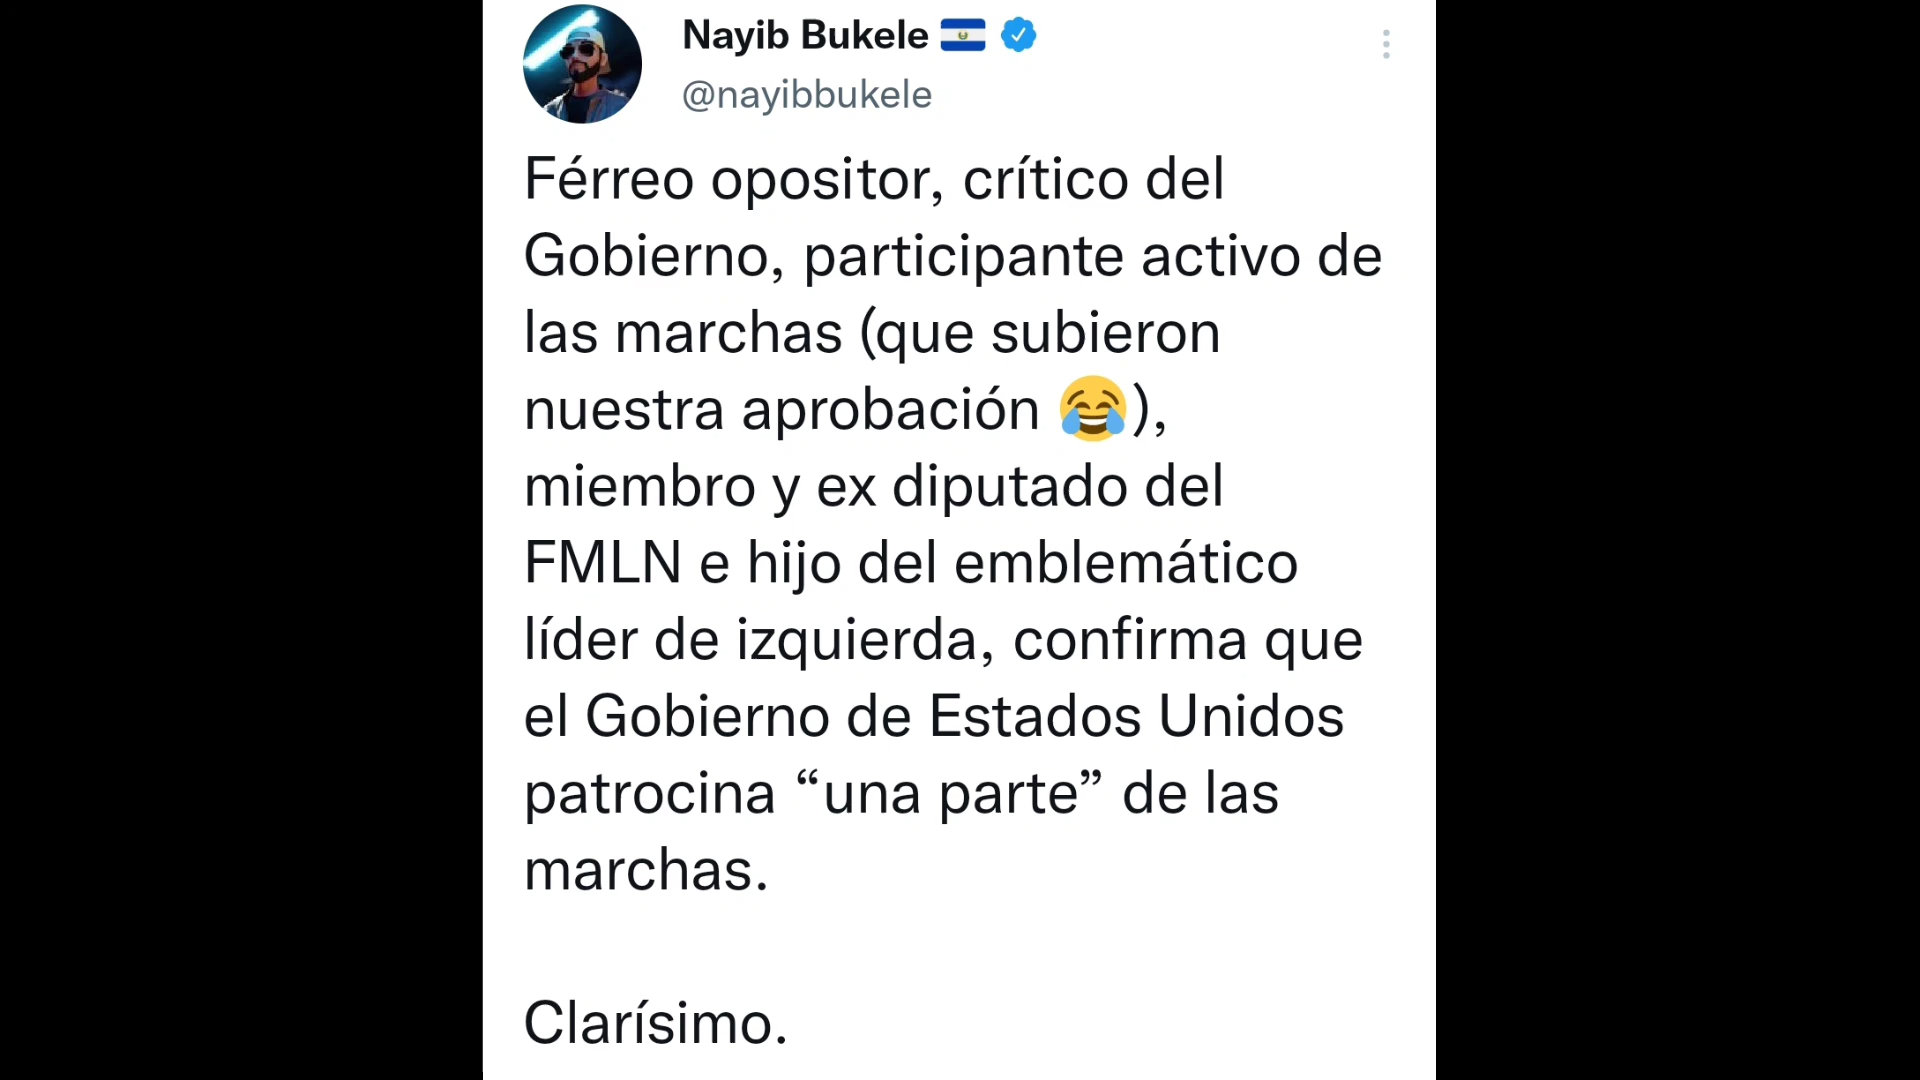 Nayib Bukele 🇸🇻
@nayibbukele
Férreo opositor, crítico del
Gobierno, participante activo de
las marchas (que subieron
nuestra aprobación 😂),
miembro y ex diputado del
FMLN e hijo del emblemático
líder de izquierda, confirma que
el Gobierno de Estados Unidos
patrocina “una parte” de las
marchas.
Clarísimo.